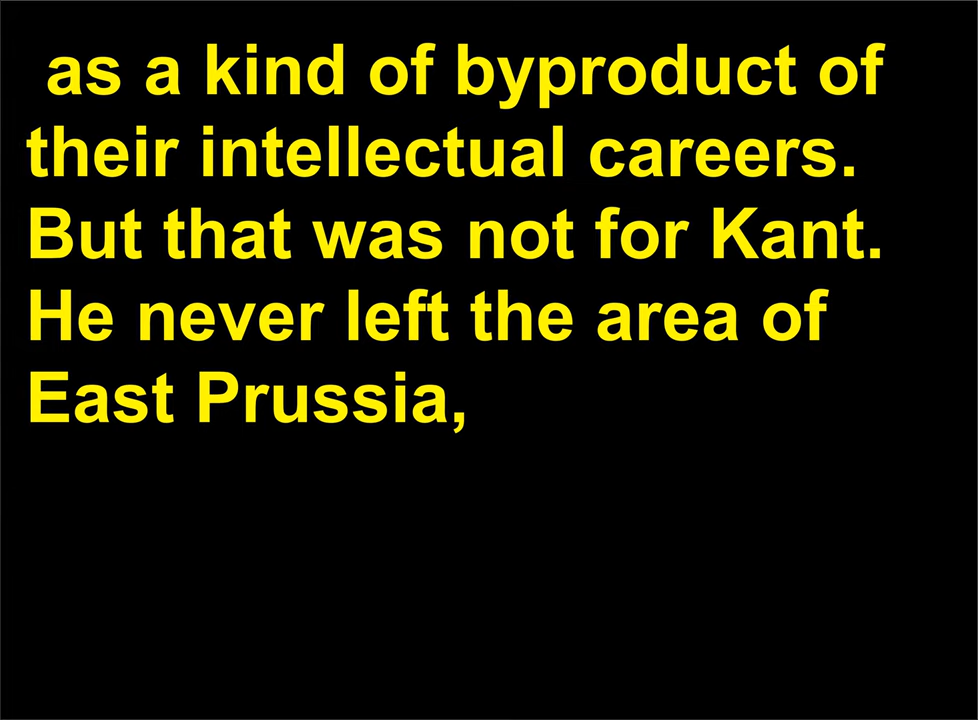 as a kind of byproduct of
their intellectual careers.
But that was not for Kant.
He never left the area of
East Prussia,